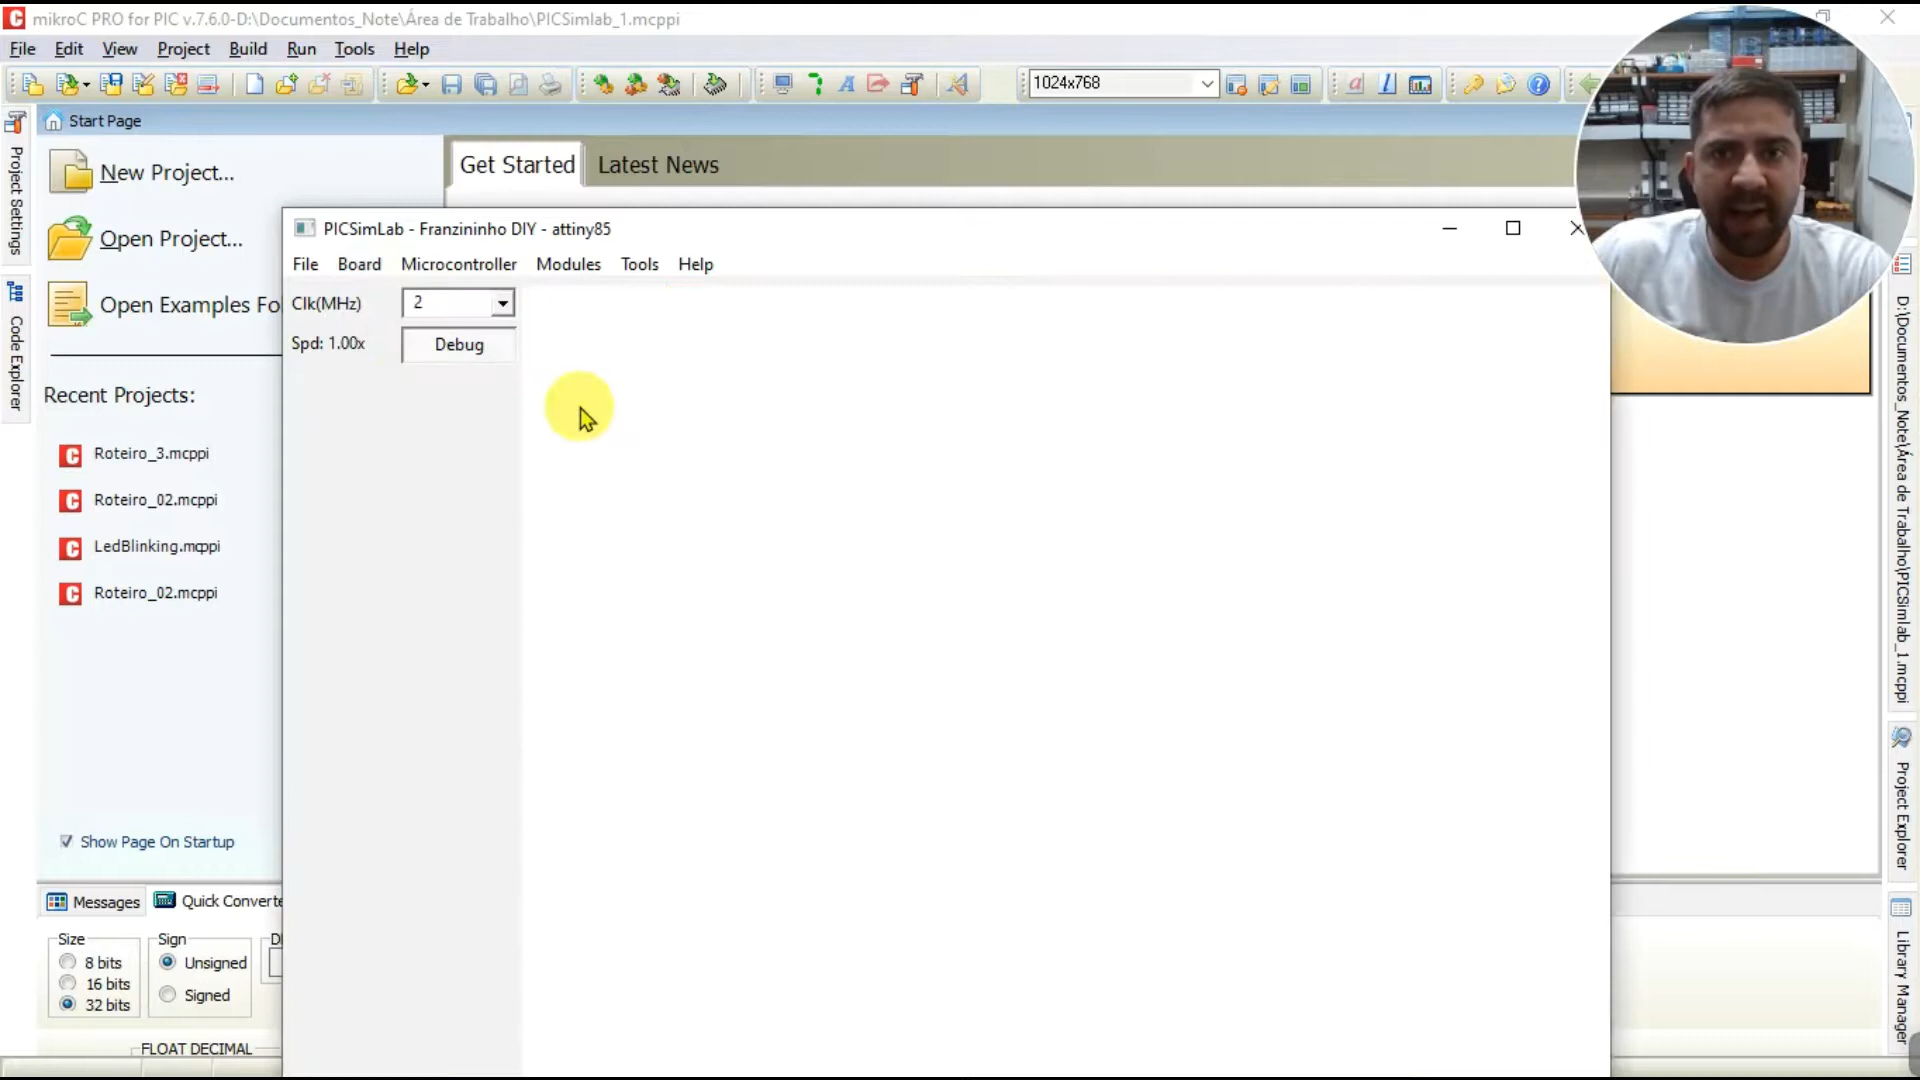 mikroC PRO for PIC v.7.6.0-D:\Documentos_Note\Área de Trabalho\PICSimlab_1.mcppi
File Edit View Project Build Run Tools Help
1024x768
Start Page
New Project...
Open Project...
Open Examples Fo
Recent Projects:
Roteiro_3.mcppi
Roteiro_02.mcppi
LedBlinking.mcppi
Roteiro_02.mcppi
Show Page On Startup
Get Started Latest News
PICSimLab - Franzininho DIY - attiny85
File Board Microcontroller Modules Tools Help
Clk(MHz) 2
Spd: 1.00x Debug
Project Settings
Code Explorer
Messages Quick Converte
Size
8 bits
16 bits
32 bits
Sign
Unsigned
Signed
FLOAT DECIMAL
D:\Documentos_Note\Área de Trabalho\PICSimlab_1.mcppi
Project Explorer
Library Manager